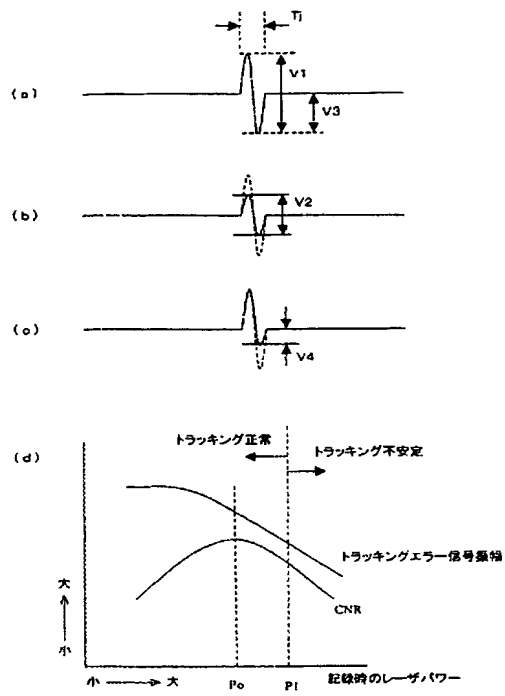 Tj
(a)
V1
V3
(b)
V2
(c)
V4
(d)
トラッキング正常
トラッキング不安定
トラッキングエラー信号振幅
CNR
大
小
小
大
Po
P1
記録時のレーザパワー